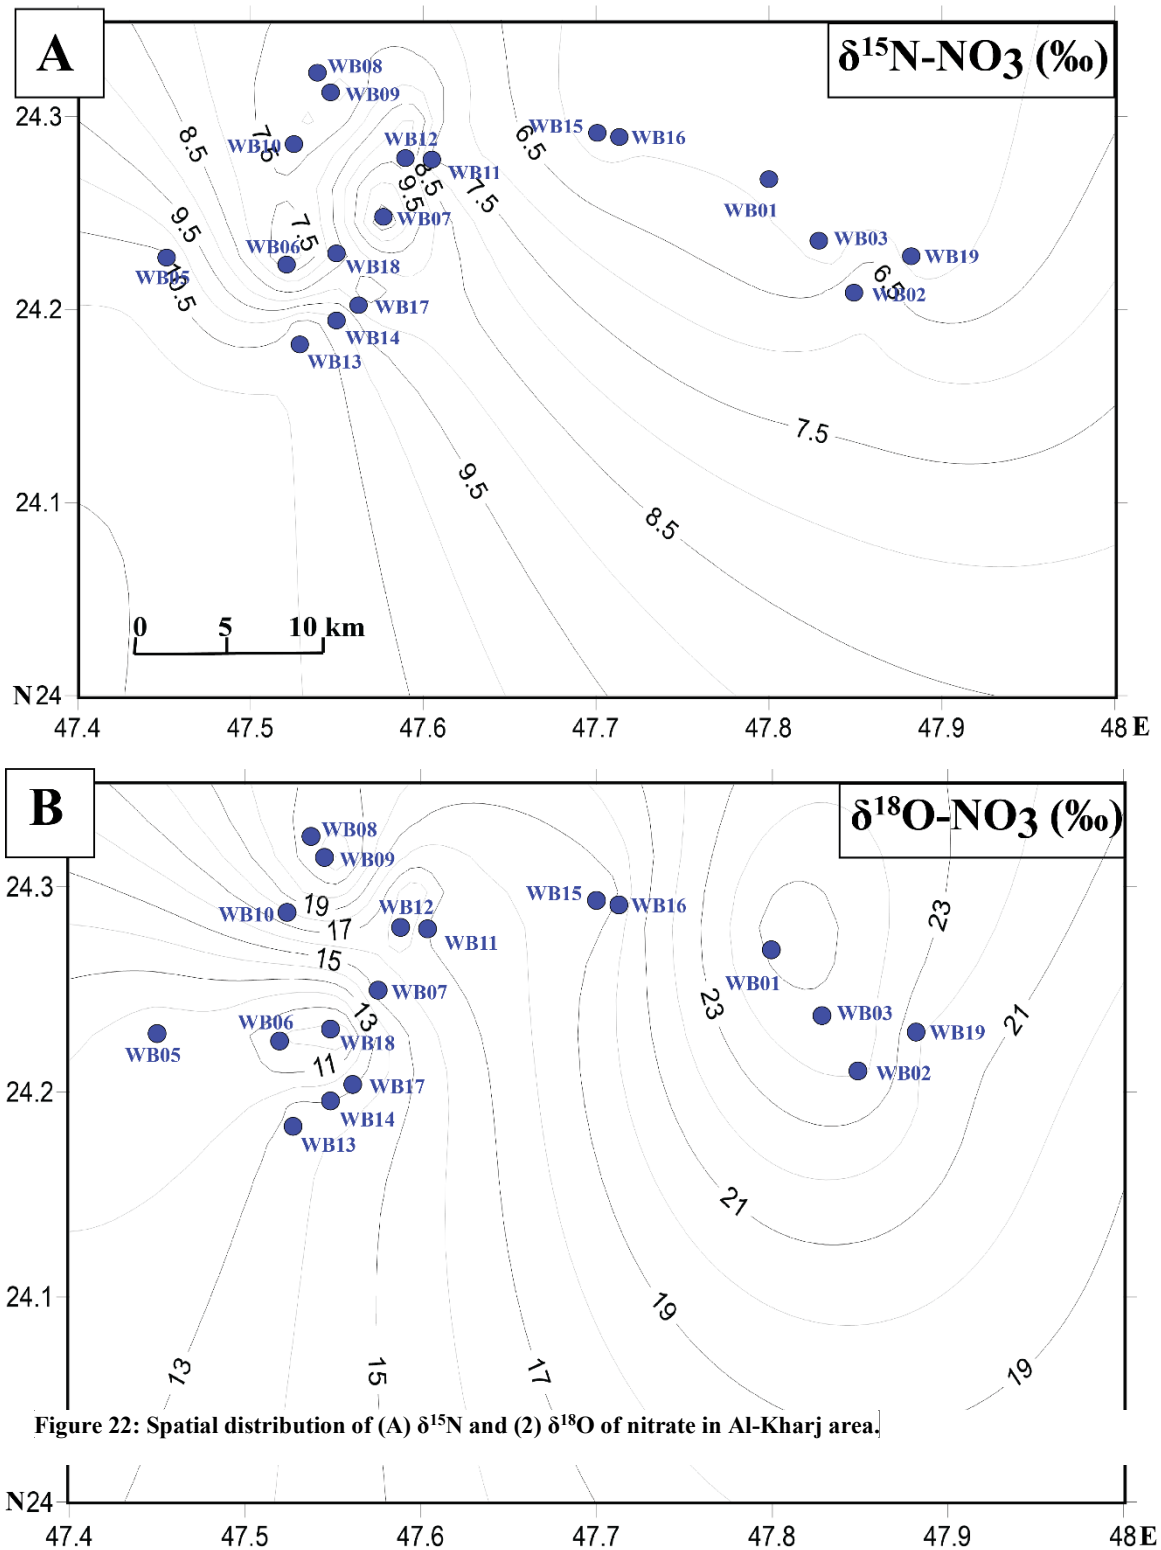 A
δ15N-NO3 (‰)
WB08
WB09
24.3
8.5
7.5
WB10
WB12
WB11
6.5
WB15
WB16
8.5
9.5
7.5
WB01
9.5
7.5
WB07
WB06
WB18
WB03
WB19
WB05
10.5
6.5
WB02
24.2
WB17
WB14
WB13
7.5
9.5
24.1
8.5
0 5 10 km
N24
47.4 47.5 47.6 47.7 47.8 47.9 48 E
B
δ18O-NO3 (‰)
WB08
WB09
24.3
WB15
WB16
19
WB10
WB12
23
17
WB11
15
WB01
WB07
23
13
WB06
WB03
21
WB18
WB19
WB05
11
WB02
WB17
24.2
WB14
WB13
21
24.1
19
13
15
17
19
Figure 22: Spatial distribution of (A) δ15N and (2) δ18O of nitrate in Al-Kharj area.
N24
47.4 47.5 47.6 47.7 47.8 47.9 48 E